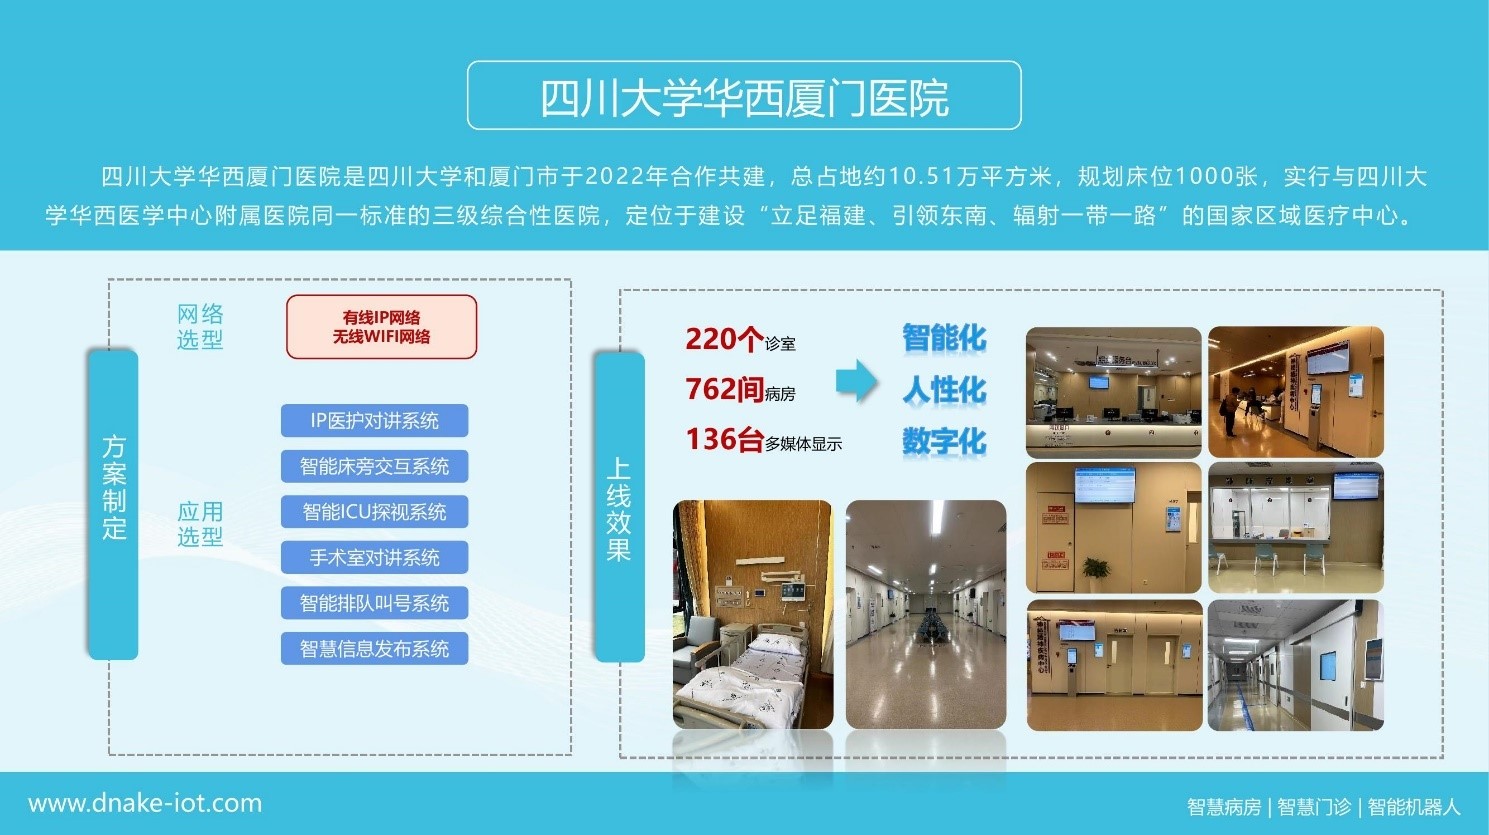 四川大学华西厦门医院
四川大学华西厦门医院是四川大学和厦门市于2022年合作共建，总占地约10.51万平方米，规划床位1000张，实行与四川大
学华西医学中心附属医院同一标准的三级综合性医院，定位于建设“立足福建、引领东南、辐射一带一路”的国家区域医疗中心。
方案制定
网络
选型
有线IP网络
无线WIFI网络
应用
选型
IP医护对讲系统
智能床旁交互系统
智能ICU探视系统
手术室对讲系统
智能排队叫号系统
智慧信息发布系统
上线效果
220个诊室
762间病房
136台多媒体显示
智能化
人性化
数字化
www.dnake-iot.com
智慧病房 | 智慧门诊 | 智能机器人